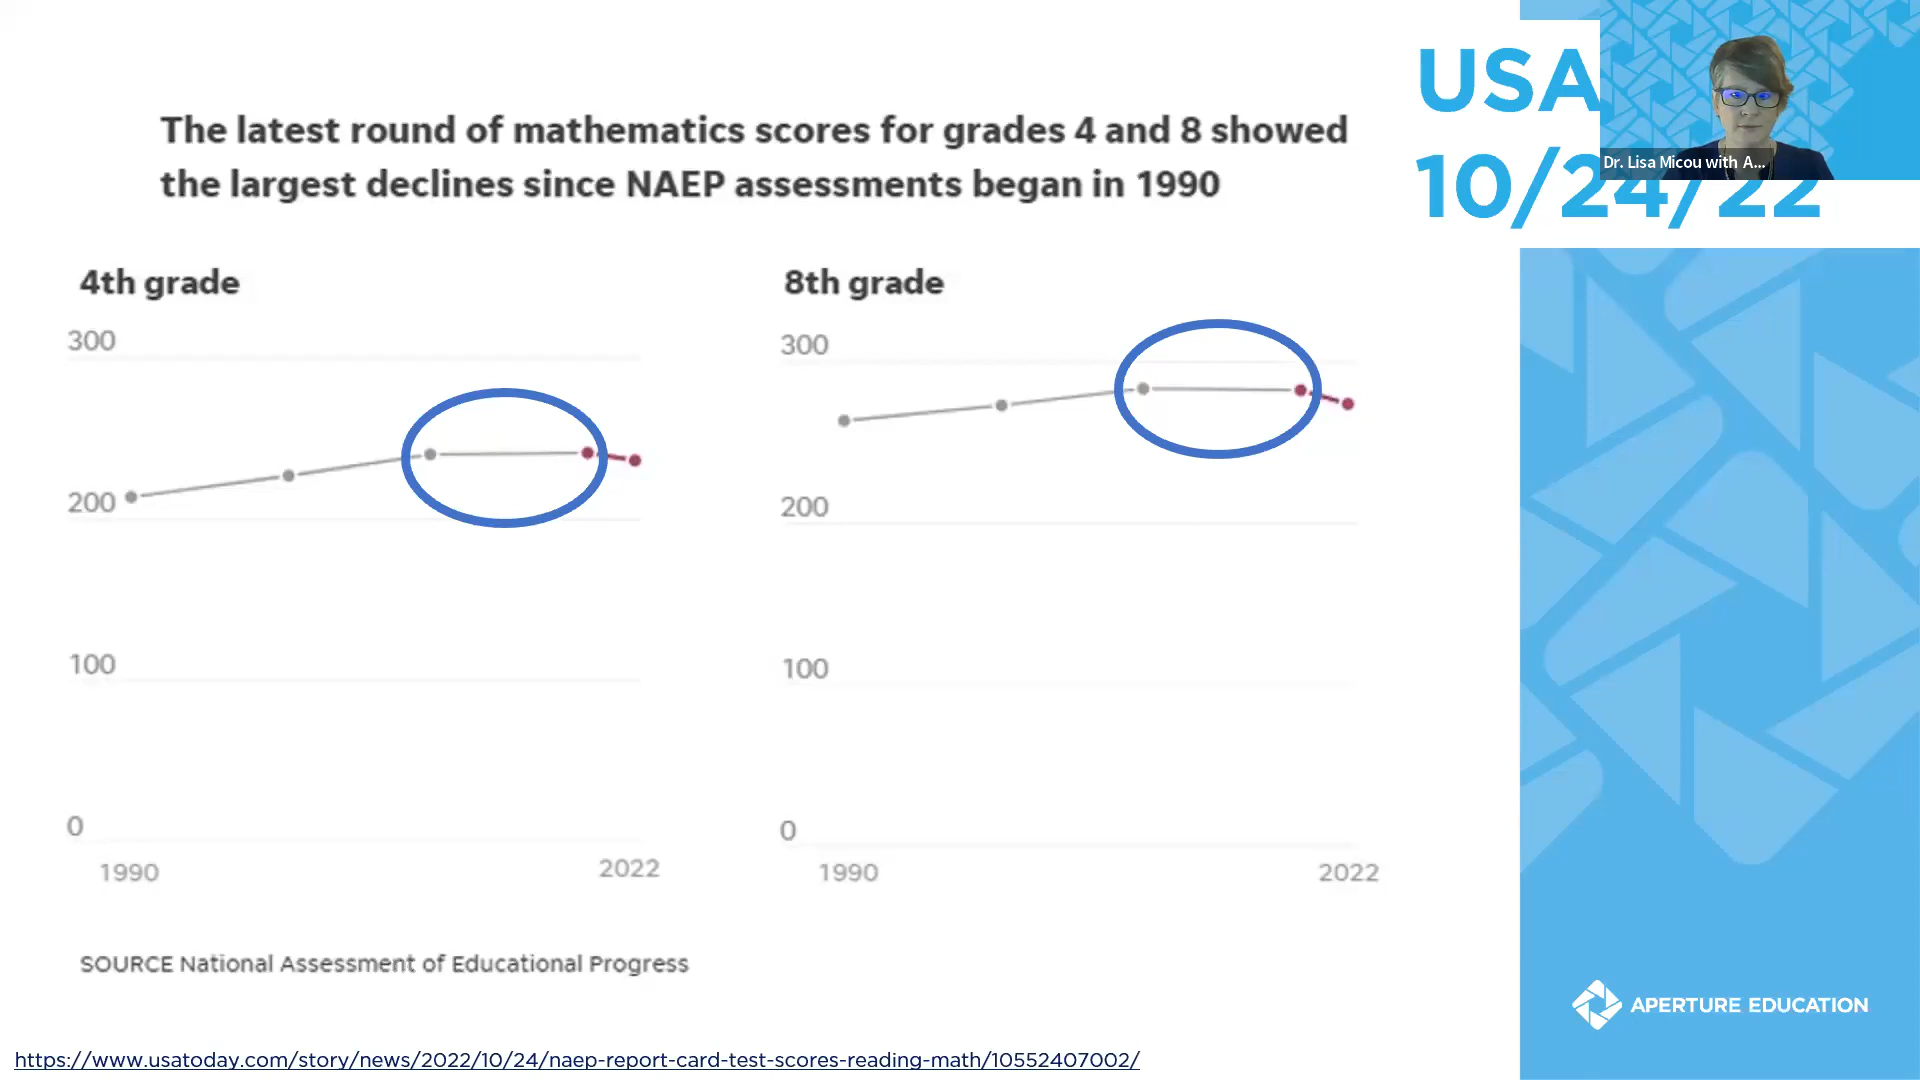 The latest round of mathematics scores for grades 4 and 8 showed
the largest declines since NAEP assessments began in 1990
USA
10/24/22
Dr. Lisa Micou with A...
4th grade
300
200
100
0
1990
2022
8th grade
300
200
100
0
1990
2022
SOURCE National Assessment of Educational Progress
APERTURE EDUCATION
https://www.usatoday.com/story/news/2022/10/24/naep-report-card-test-scores-reading-math/10552407002/